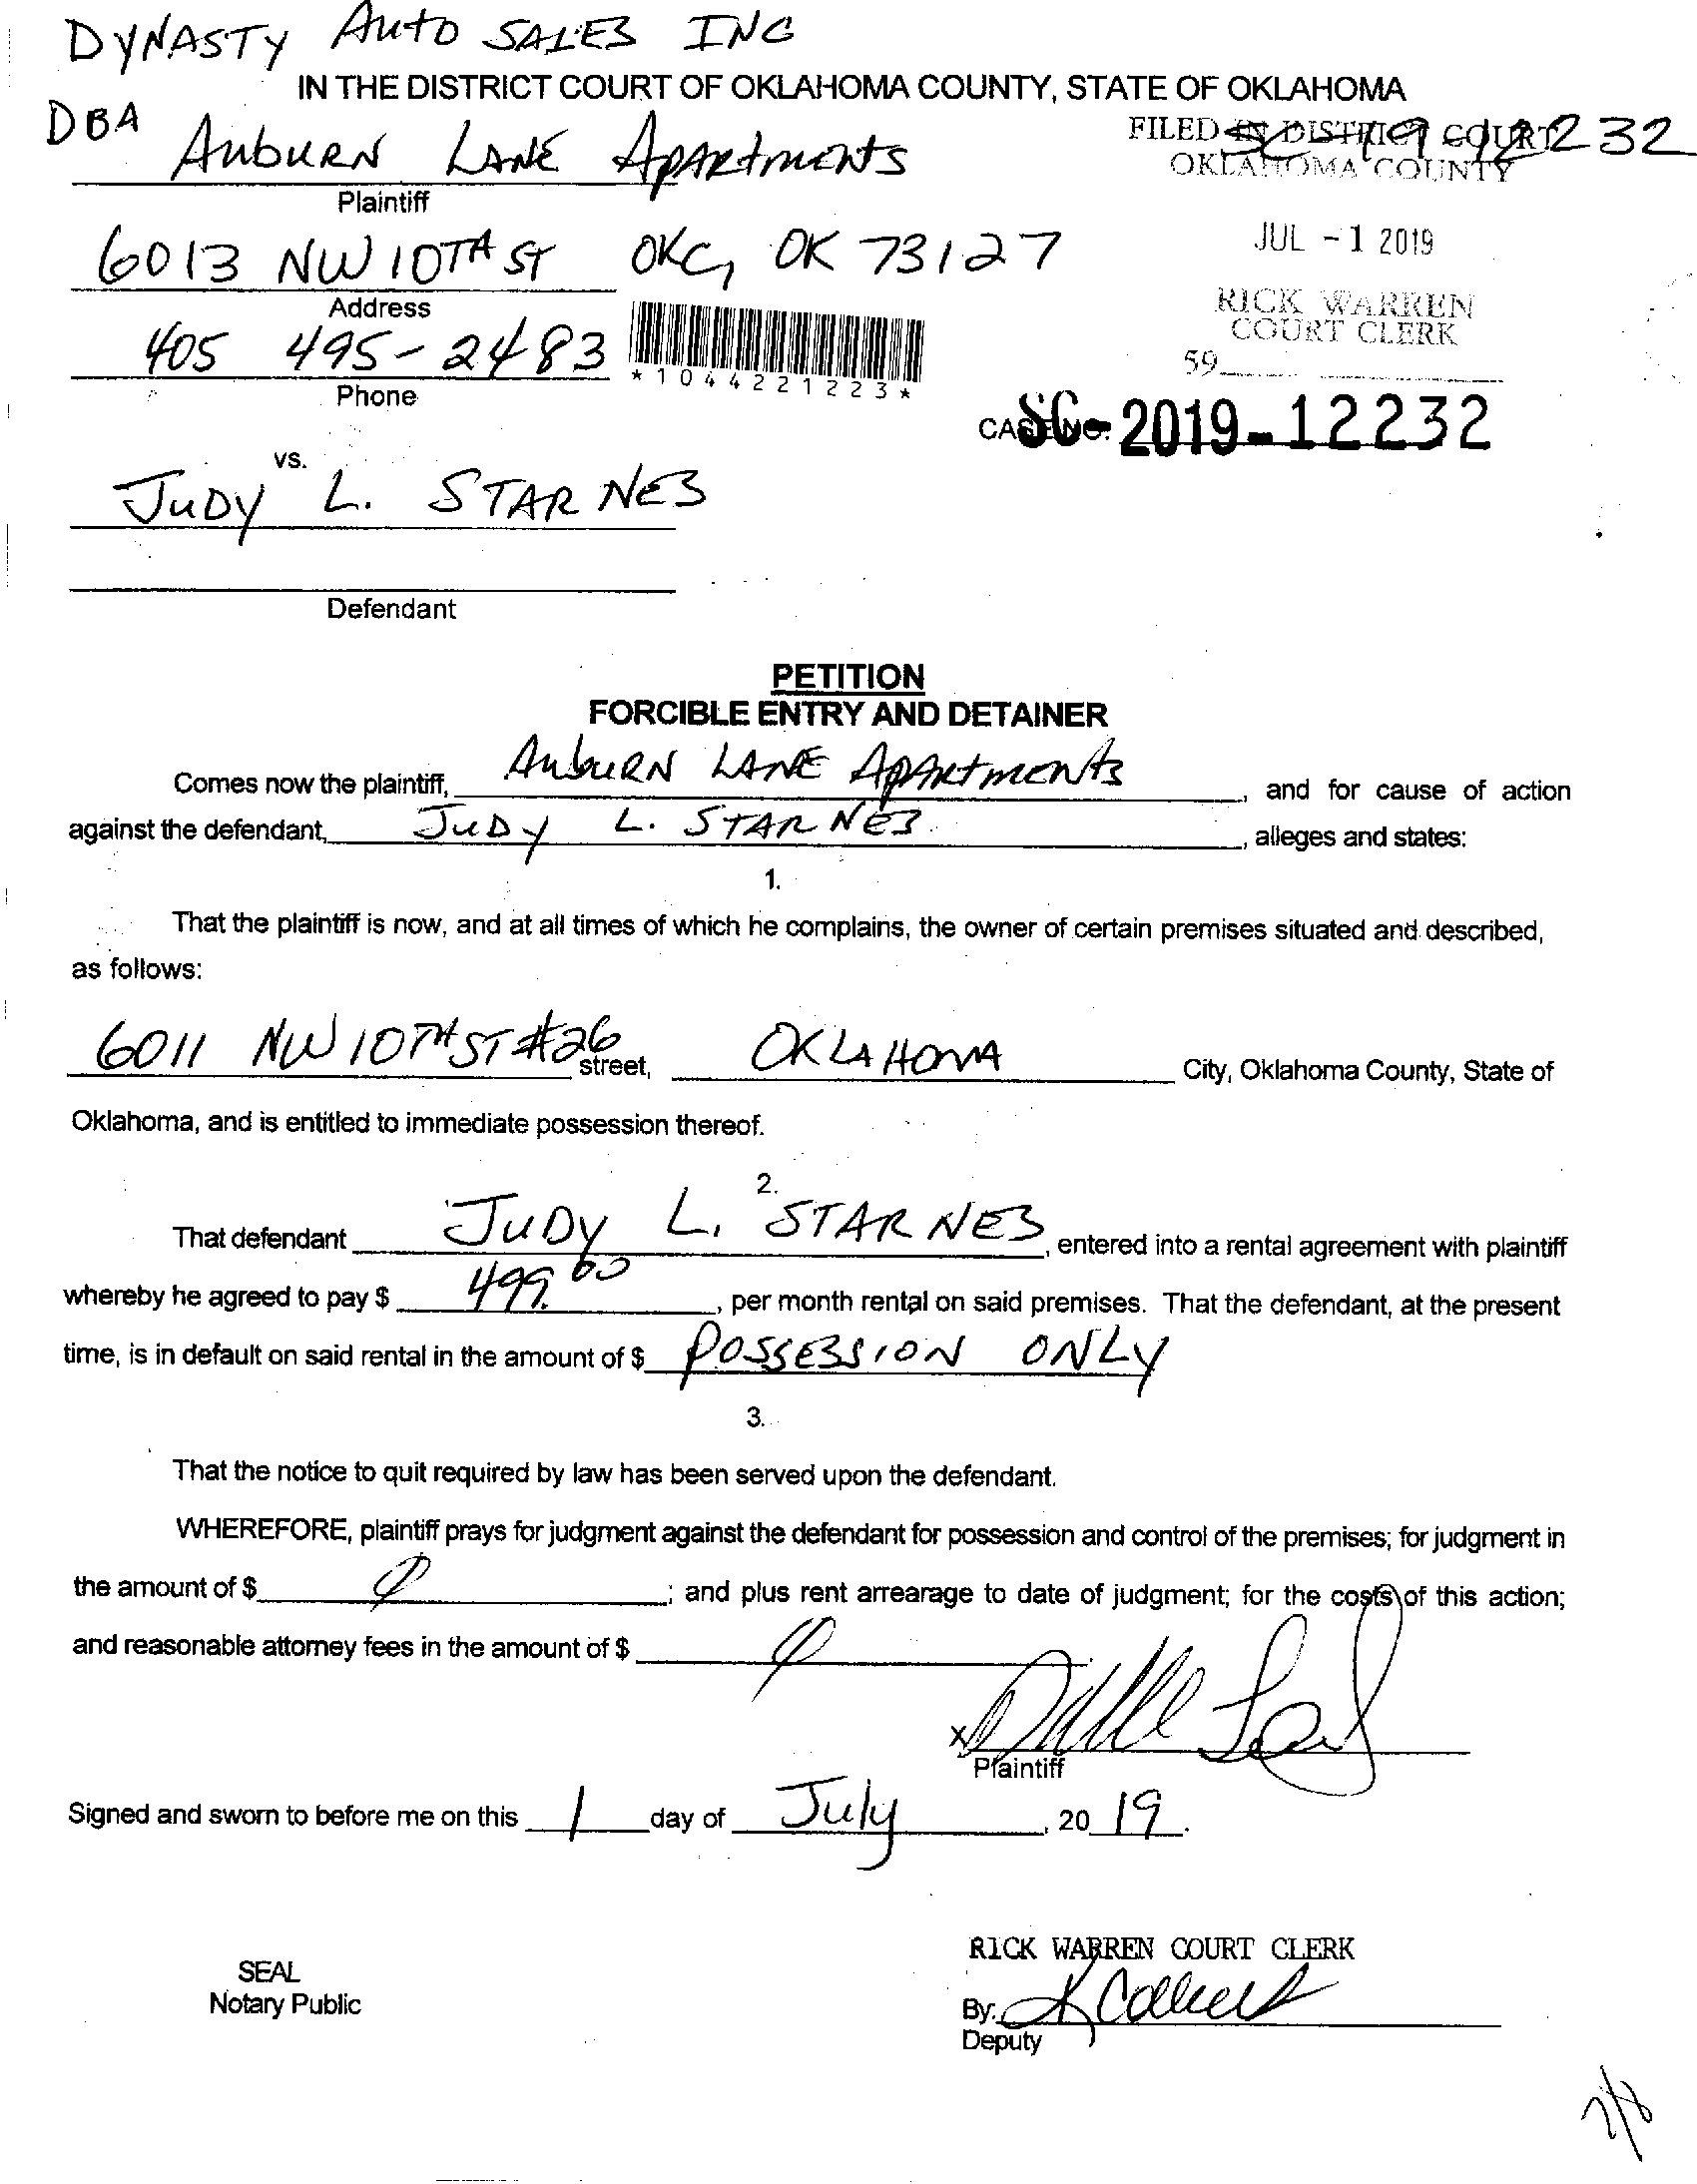 DYNASTY AUTO SALES INC
IN THE DISTRICT COURT OF OKLAHOMA COUNTY, STATE OF OKLAHOMA
DBA AUBURN LANE APARTMENTS
Plaintiff
FILED IN DISTRICT COURT
OKLAHOMA COUNTY
SC-19-12232
JUL -1 2019
6013 NW 10TH ST OKC, OK 73127
Address
RICK WARREN
COURT CLERK
405 495-2483
Phone
*1044221223*
59
CASE NO. SC-2019-12232
vs.
JUDY L. STARNES
Defendant
PETITION
FORCIBLE ENTRY AND DETAINER
Comes now the plaintiff, AUBURN LANE APARTMENTS, and for cause of action
against the defendant, JUDY L. STARNES, alleges and states:
1.
That the plaintiff is now, and at all times of which he complains, the owner of certain premises situated and described,
as follows:
6011 NW 10TH ST #26 street, OKLAHOMA City, Oklahoma County, State of
Oklahoma, and is entitled to immediate possession thereof.
2.
That defendant JUDY L. STARNES, entered into a rental agreement with plaintiff
whereby he agreed to pay $ 499.00, per month rental on said premises. That the defendant, at the present
time, is in default on said rental in the amount of $ POSSESSION ONLY
3.
That the notice to quit required by law has been served upon the defendant.
WHEREFORE, plaintiff prays for judgment against the defendant for possession and control of the premises; for judgment in
the amount of $ Ø; and plus rent arrearage to date of judgment; for the costs of this action;
and reasonable attorney fees in the amount of $ Ø
X
Plaintiff
Signed and sworn to before me on this 1 day of July, 2019.
RICK WARREN COURT CLERK
SEAL
Notary Public
By:
Deputy